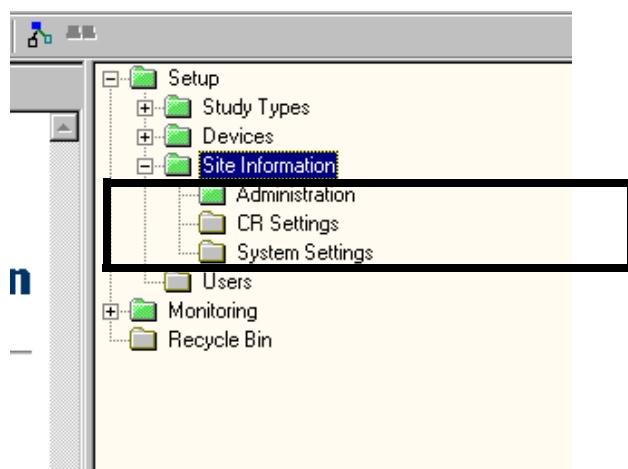 Setup
Study Types
Devices
Site Information
Administration
CR Settings
System Settings
n
Users
Monitoring
Recycle Bin